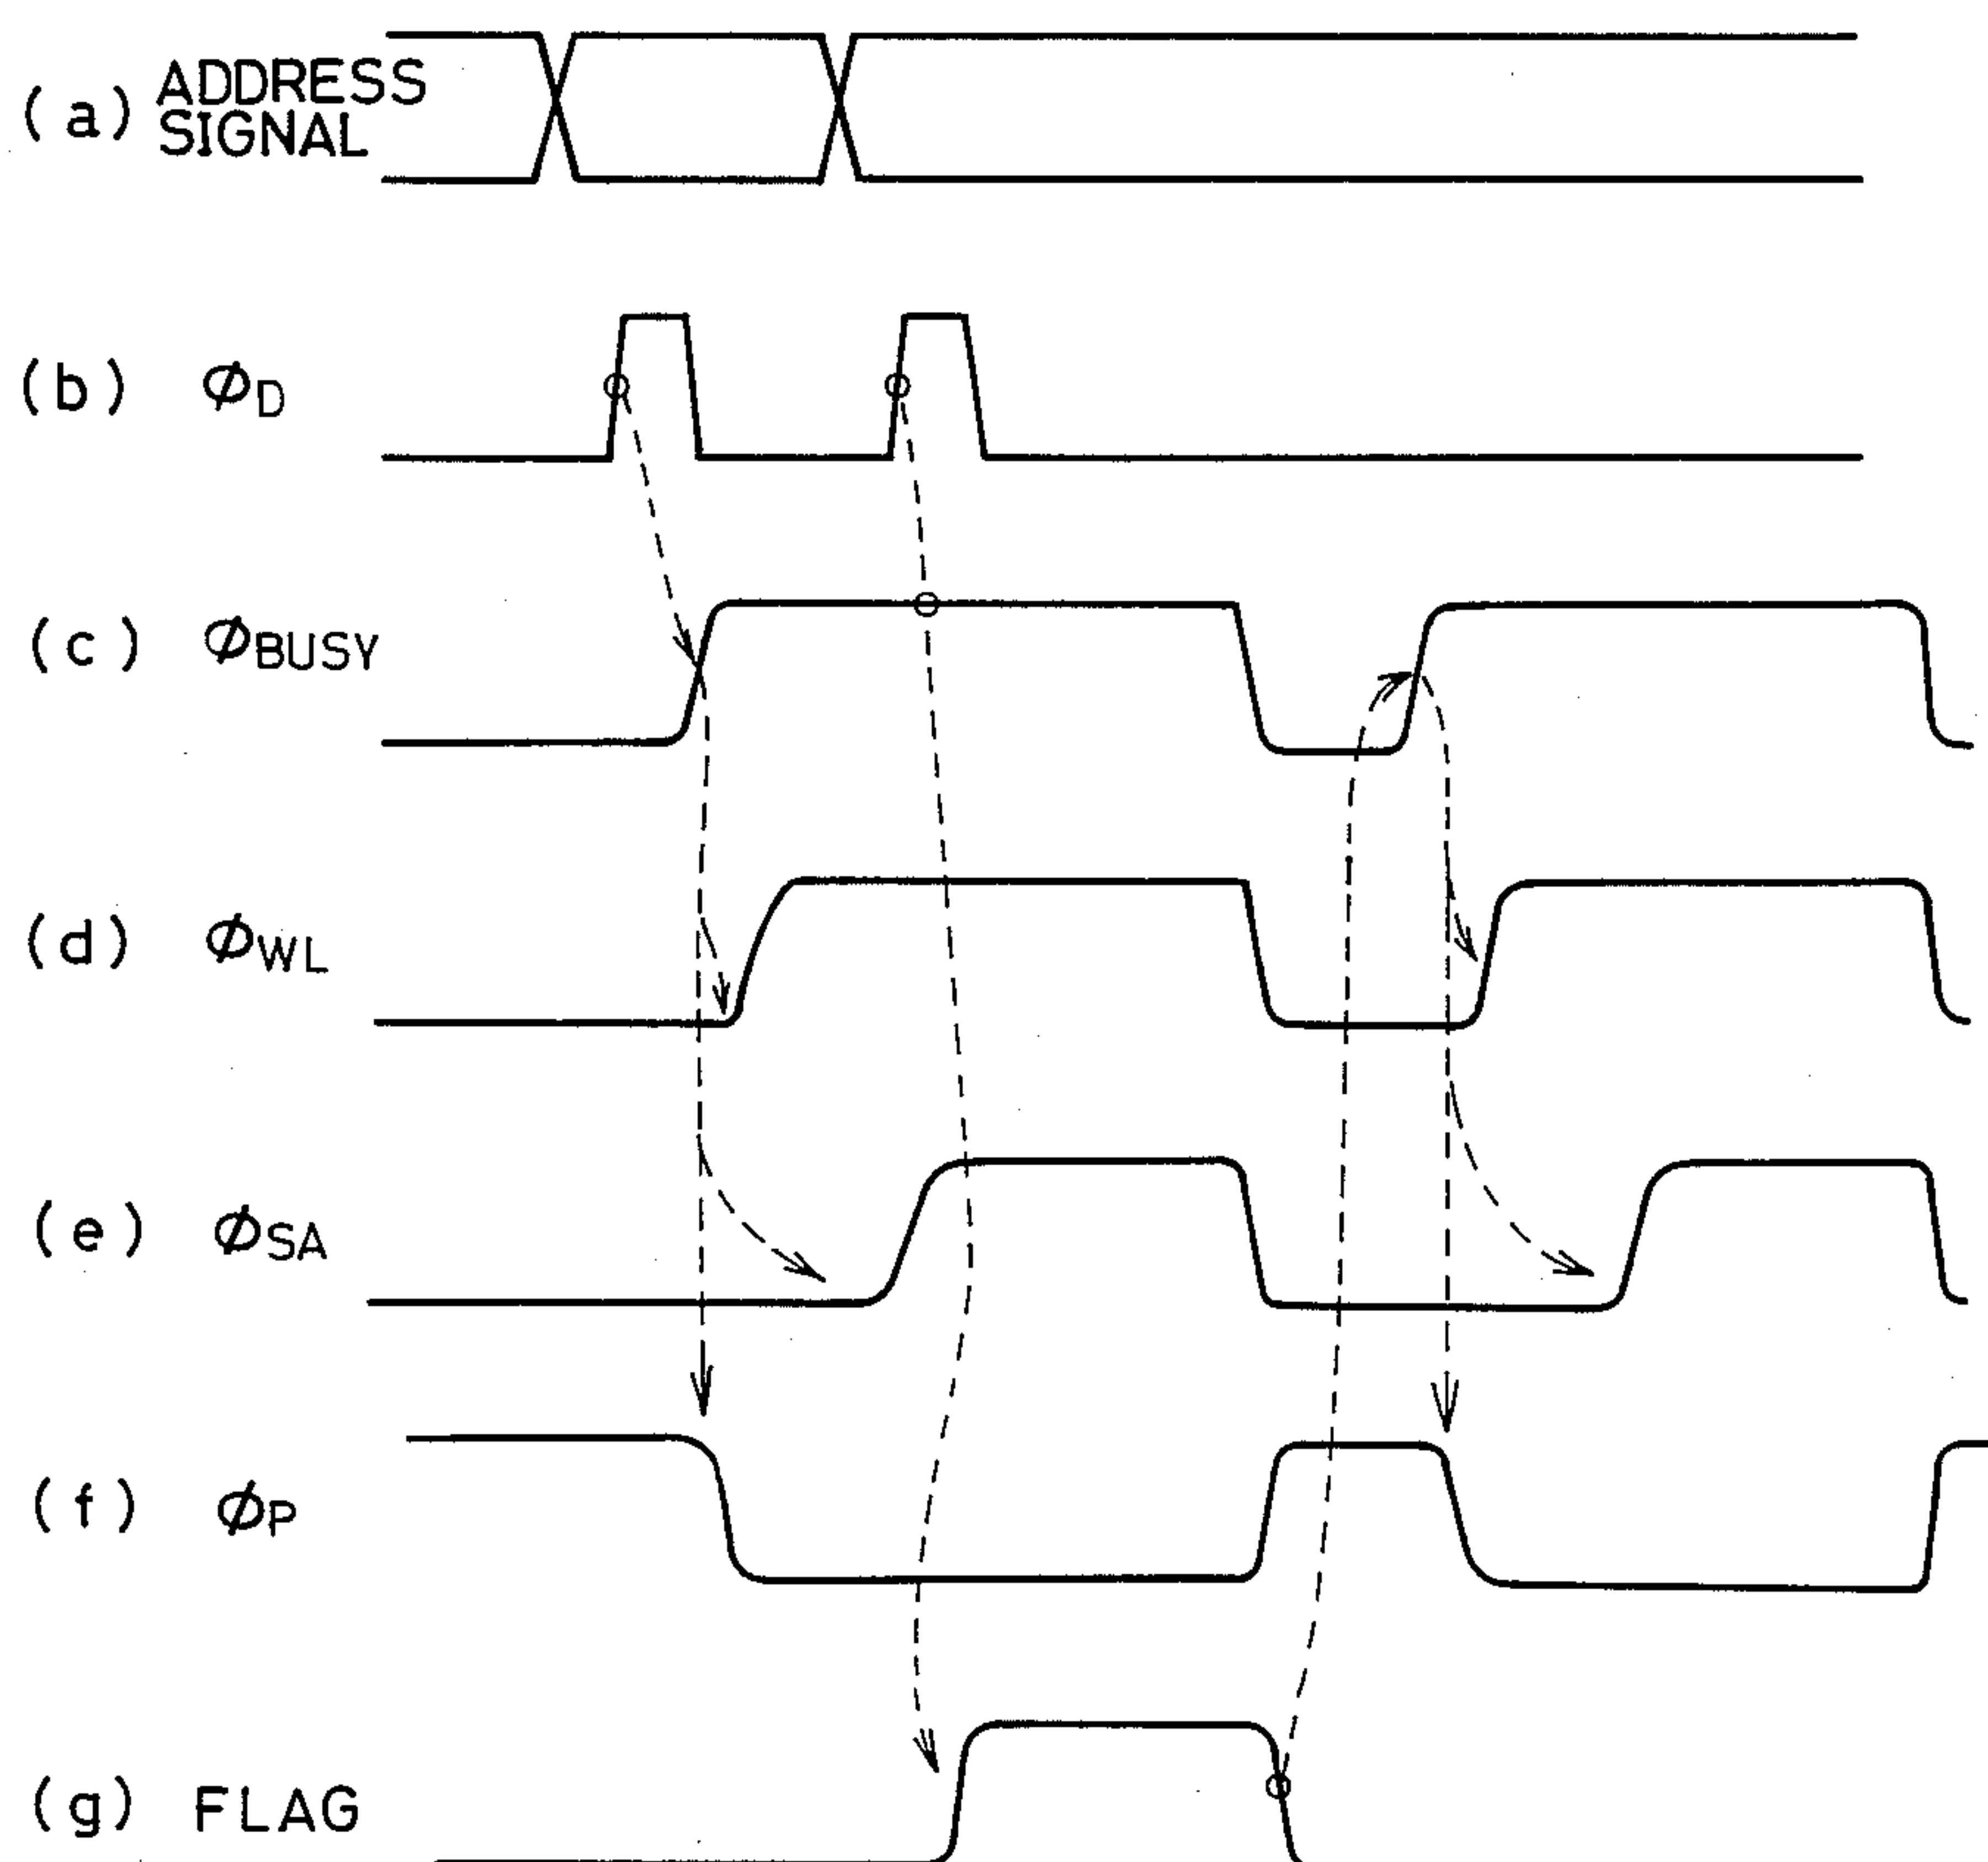 (a) ADDRESS
SIGNAL
(b) ϕD
(c) ϕBUSY
(d) ϕWL
(e) ϕSA
(f) ϕP
(g) FLAG